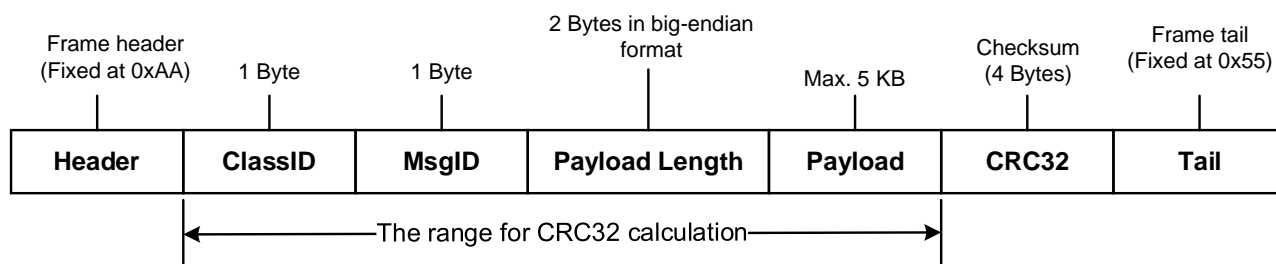 Frame header
(Fixed at 0xAA)
1 Byte
1 Byte
2 Bytes in big-endian
format
Max. 5 KB
Checksum
(4 Bytes)
Frame tail
(Fixed at 0x55)
Header
ClassID
MsgID
Payload Length
Payload
CRC32
Tail
The range for CRC32 calculation